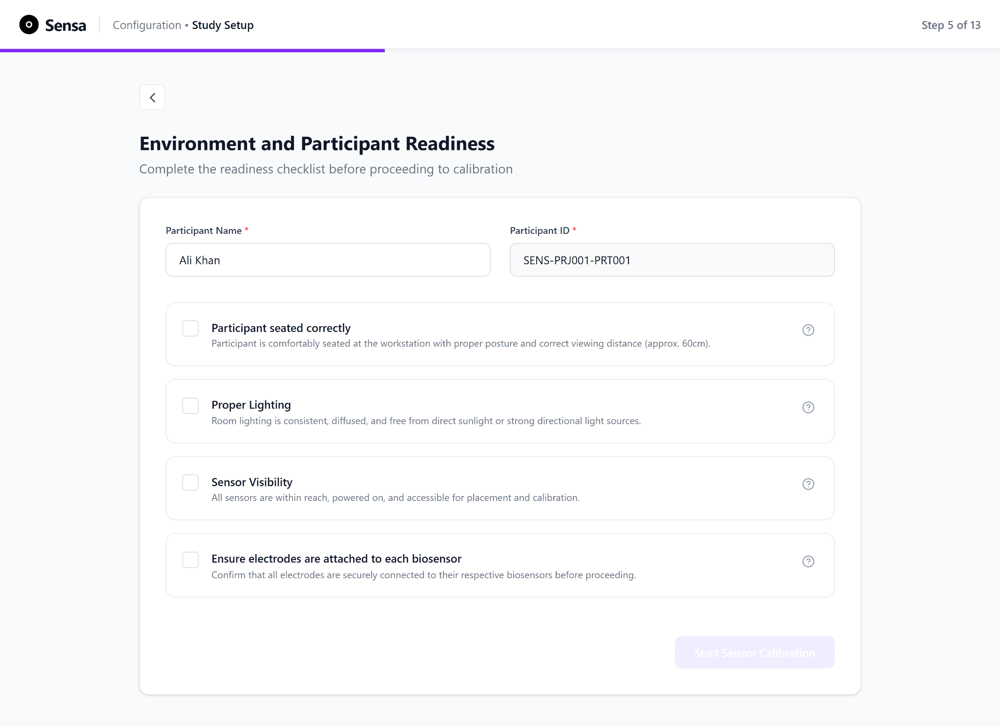 Sensa
Configuration • Study Setup
Step 5 of 13
Environment and Participant Readiness
Complete the readiness checklist before proceeding to calibration
Participant Name *
Participant ID *
Ali Khan
SENS-PRJ001-PRT001
Participant seated correctly
Participant is comfortably seated at the workstation with proper posture and correct viewing distance (approx. 60cm).
Proper Lighting
Room lighting is consistent, diffused, and free from direct sunlight or strong directional light sources.
Sensor Visibility
All sensors are within reach, powered on, and accessible for placement and calibration.
Ensure electrodes are attached to each biosensor
Confirm that all electrodes are securely connected to their respective biosensors before proceeding.
Start Sensor Calibration